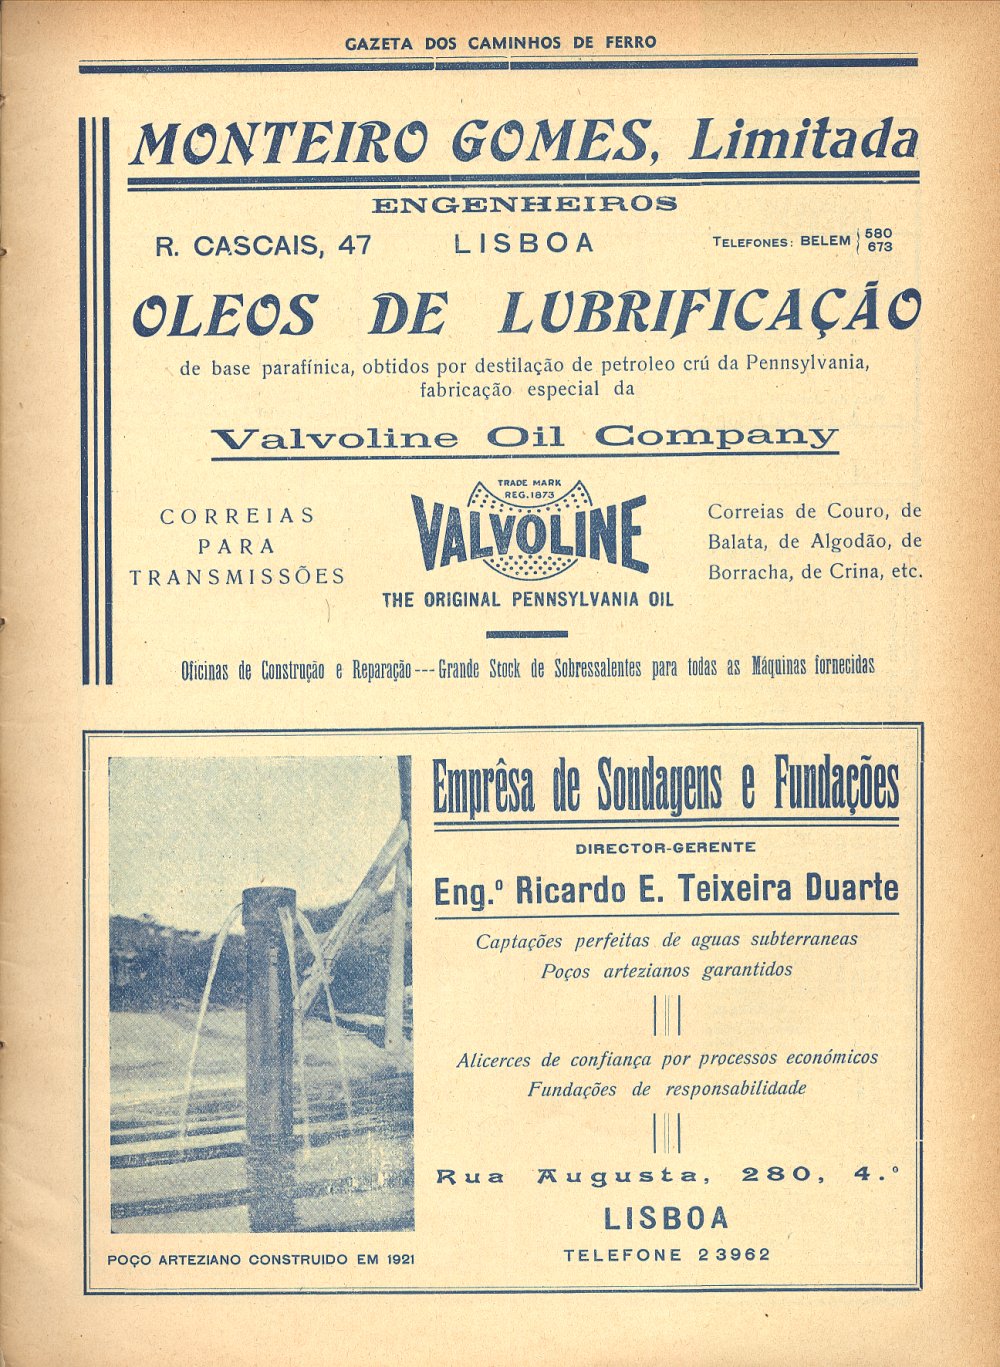 GAZETA DOS CAMINHOS DE FERRO
MONTEIRO GOMES, Limitada
ENGENHEIROS
R. CASCAIS, 47 LISBOA TELEFONES: BELEM { 580 673
OLEOS DE LUBRIFICAÇÃO
de base parafínica, obtidos por destilação de petroleo crú da Pennsylvania,
fabricação especial da
Valvoline Oil Company
CORREIAS
PARA
TRANSMISSÕES
TRADE MARK
REG. 1873
VALVOLINE
THE ORIGINAL PENNSYLVANIA OIL
Correias de Couro, de
Balata, de Algodão, de
Borracha, de Crina, etc.
Oficinas de Construção e Reparação---Grande Stock de Sobressalentes para todas as Máquinas fornecidas
POÇO ARTEZIANO CONSTRUIDO EM 1921
Emprêsa de Sondagens e Fundações
DIRECTOR-GERENTE
Eng.º Ricardo E. Teixeira Duarte
Captações perfeitas de aguas subterraneas
Poços artezianos garantidos
Alicerces de confiança por processos económicos
Fundações de responsabilidade
Rua Augusta, 280, 4.º
LISBOA
TELEFONE 23962